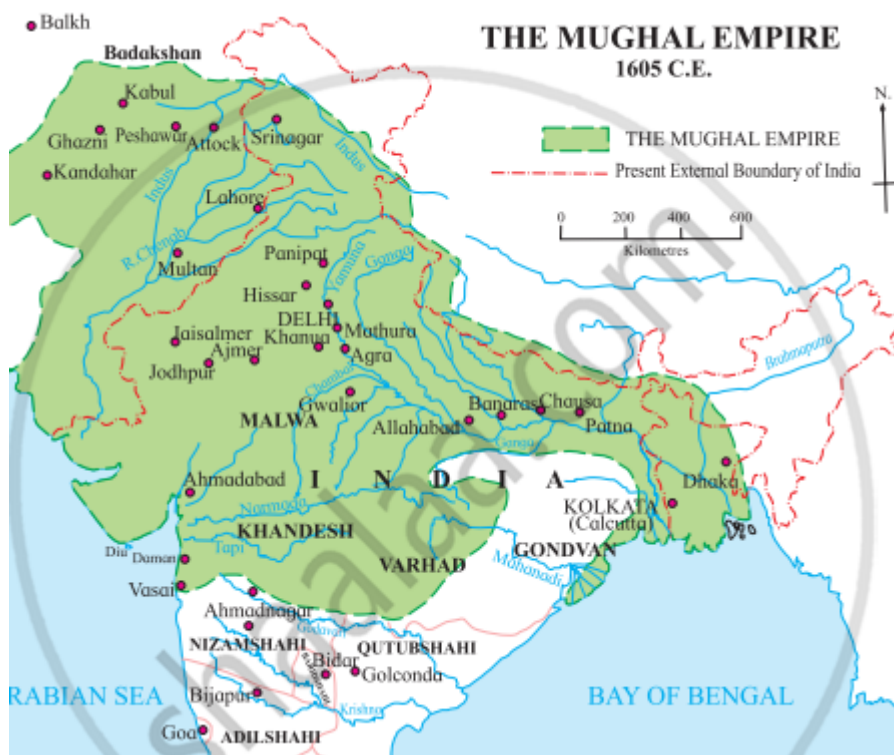 THE MUGHAL EMPIRE
1605 C.E.
N.
THE MUGHAL EMPIRE
Present External Boundary of India
0 200 400 600
Kilometres
Balkh
Badakshan
Kabul
Ghazni
Peshawar
Attock
Srinagar
Kandahar
Indus
Indus
Lahore
R.Chenab
Multan
Panipat
Yamuna
Ganga
Hissar
DELHI
Mathura
Jaisalmer
Khanua
Ajmer
Agra
Jodhpur
Chambal
Gwalior
Brahmaputra
MALWA
Banaras
Chausa
Allahabad
Patna
Ganga
Ahmadabad
I N D I A
Dhaka
Narmada
KOLKATA
(Calcutta)
KHANDESH
Tapi
Diu
Daman
VARHAD
GONDVAN
Mahanadi
Vasai
Ahmadnagar
Godavari
NIZAMSHAHI
QUTUBSHAHI
Bidar
Golconda
RABIAN SEA
Bijapur
BAY OF BENGAL
Krishna
Goa
ADILSHAHI
shaalaa.com